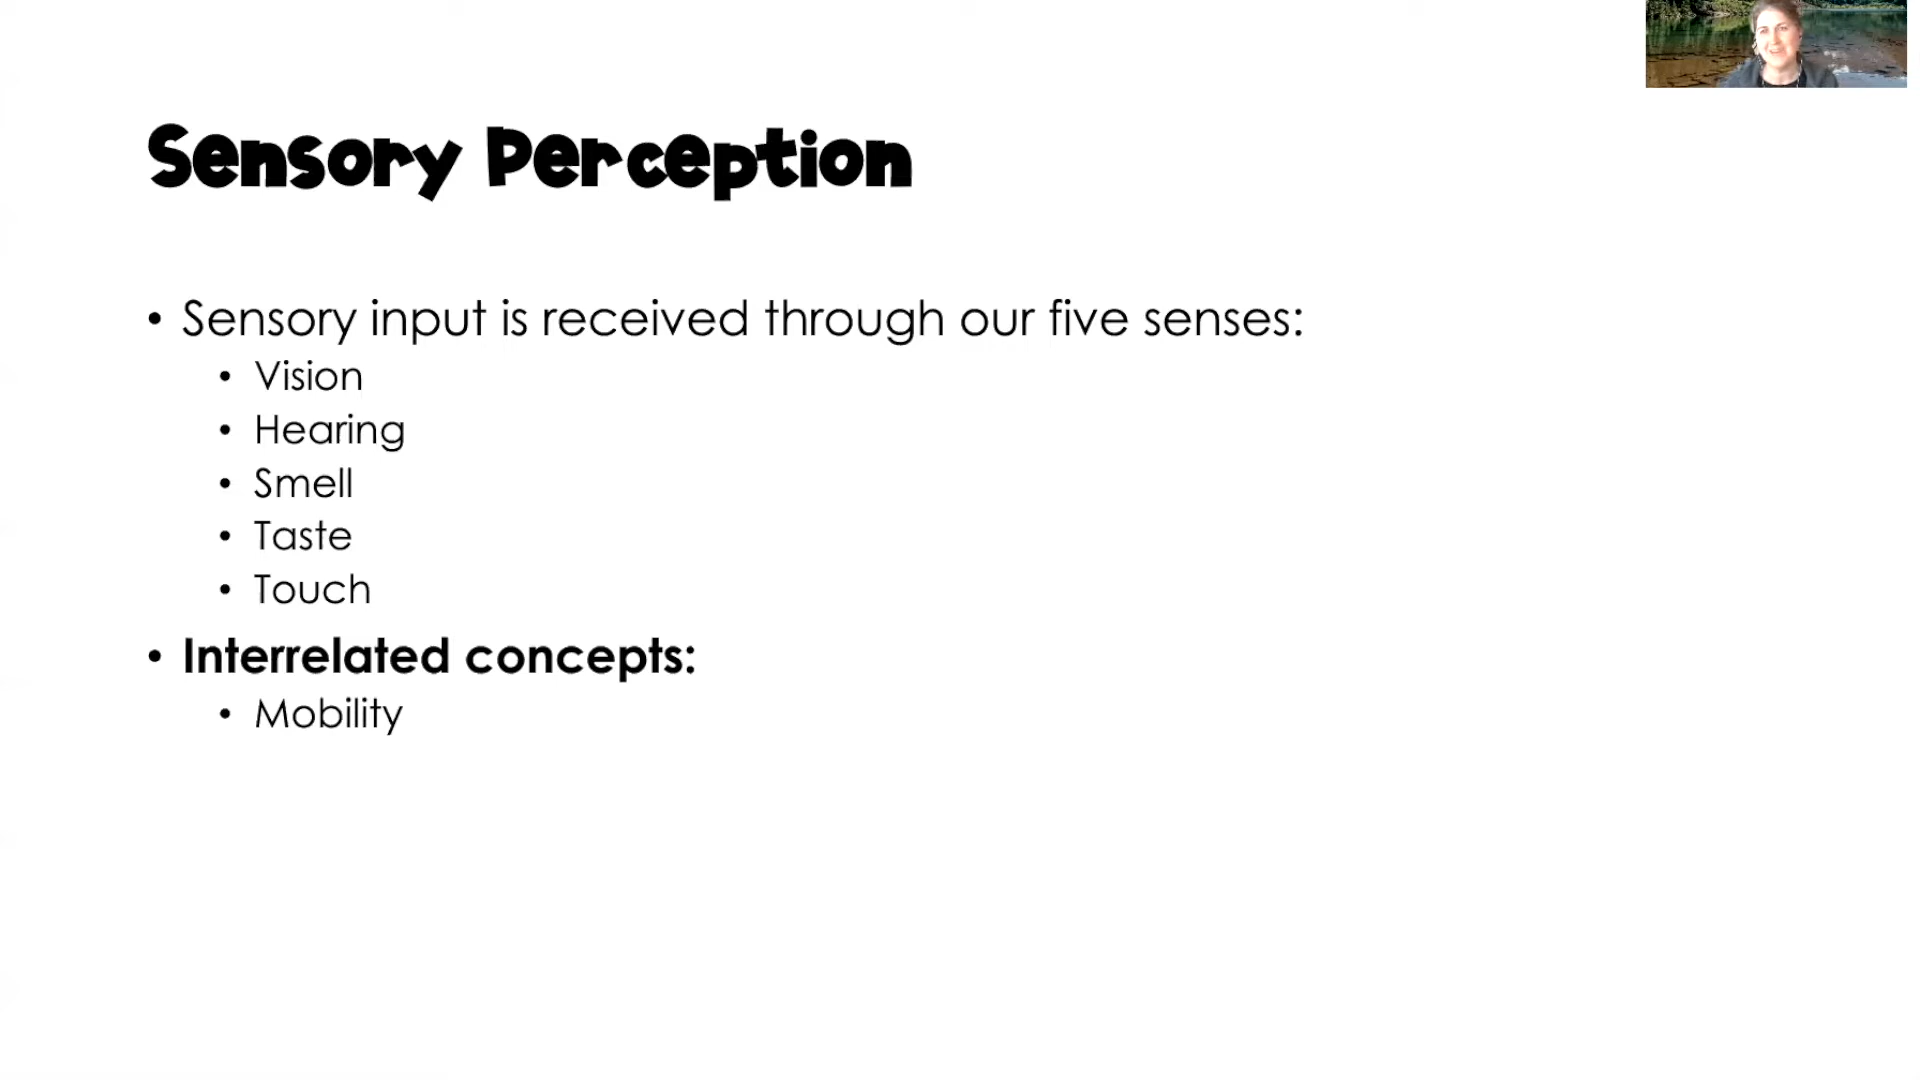 Sensory Perception
• Sensory input is received through our five senses:
• Vision
• Hearing
• Smell
• Taste
• Touch
• Interrelated concepts:
• Mobility